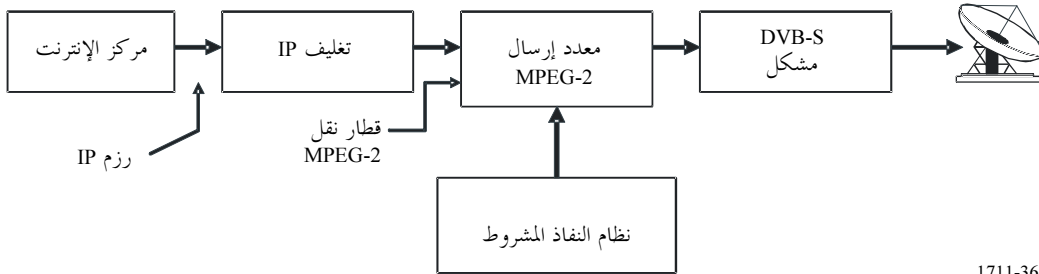 مركز الإنترنت
تغليف IP
معدد إرسال
MPEG-2
DVB-S
مشكل
قطار نقل
MPEG-2
رزم IP
نظام النفاذ المشروط
1711-36